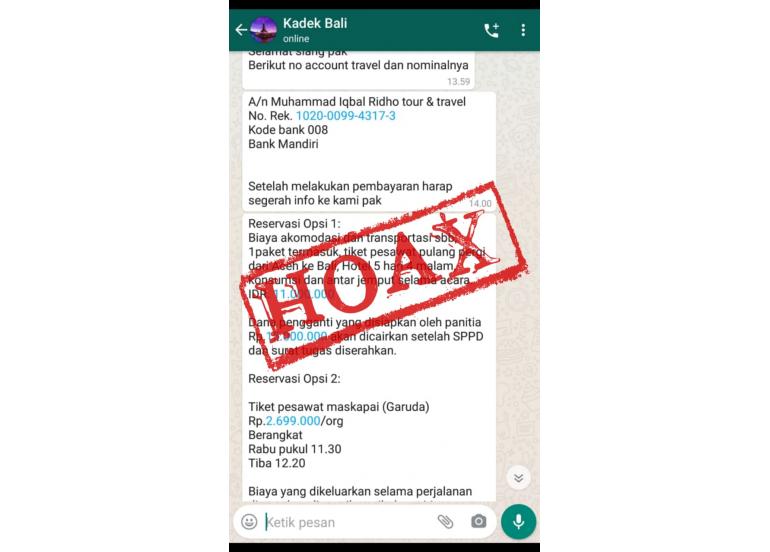 Kadek Bali
online
Selamat siang pak
Berikut no account travel dan nominalnya
13.59
A/n Muhammad Iqbal Ridho tour & travel
No. Rek. 1020-0099-4317-3
Kode bank 008
Bank Mandiri
Setelah melakukan pembayaran harap
segerah info ke kami pak
14.00
HOAX
Reservasi Opsi 1:
Biaya akomodasi dan transportasi sbb,
1paket termasuk, tiket pesawat pulang pergi
dari Aceh ke Bali, Hotel 5 hari 4 malam,
konsumsi dan antar jemput selama acara
IDR. 11.000.000
Dana pengganti yang disiapkan oleh panitia
akan dicairkan setelah SPPD
dan surat tugas diserahkan.
Reservasi Opsi 2:
Tiket pesawat maskapai (Garuda)
Rp.2.699.000/org
Berangkat
Rabu pukul 11.30
Tiba 12.20
Biaya yang dikeluarkan selama perjalanan
Ketik pesan